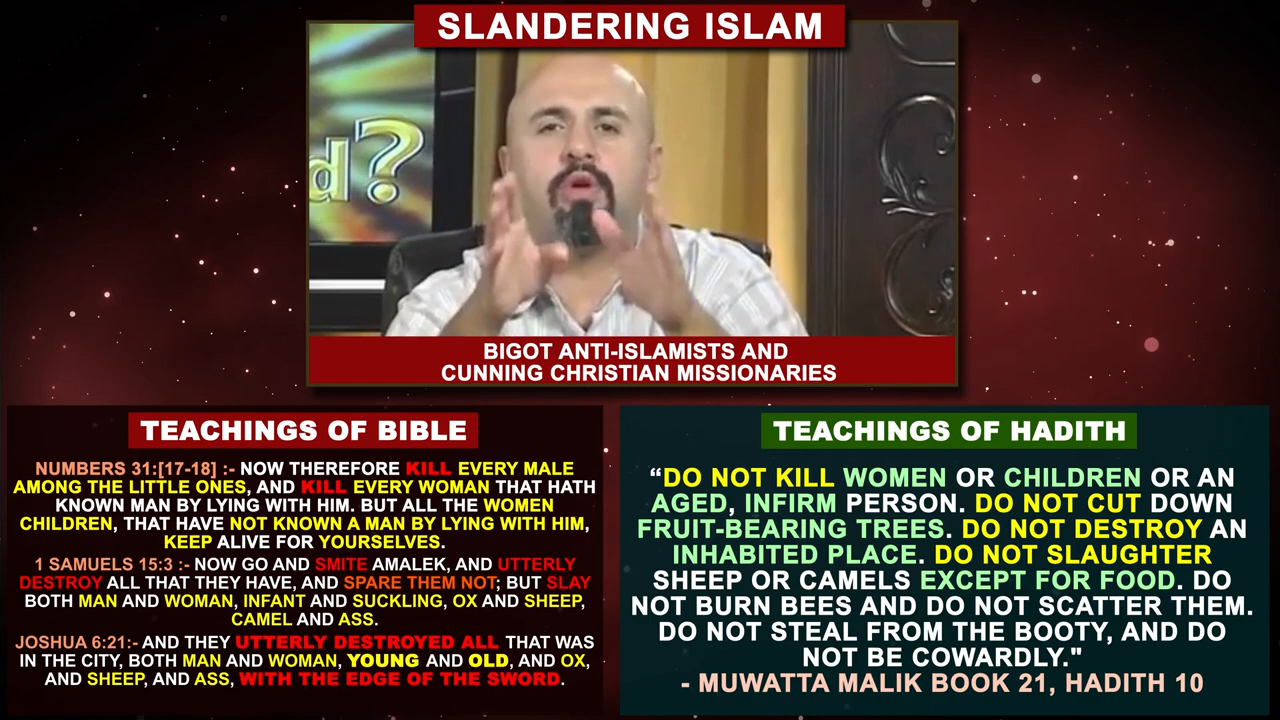 SLANDERING ISLAM
d?
BIGOT ANTI-ISLAMISTS AND
CUNNING CHRISTIAN MISSIONARIES
TEACHINGS OF BIBLE
NUMBERS 31:[17-18] :- NOW THEREFORE KILL EVERY MALE
AMONG THE LITTLE ONES, AND KILL EVERY WOMAN THAT HATH
KNOWN MAN BY LYING WITH HIM. BUT ALL THE WOMEN
CHILDREN, THAT HAVE NOT KNOWN A MAN BY LYING WITH HIM,
KEEP ALIVE FOR YOURSELVES.
1 SAMUELS 15:3 :- NOW GO AND SMITE AMALEK, AND UTTERLY
DESTROY ALL THAT THEY HAVE, AND SPARE THEM NOT; BUT SLAY
BOTH MAN AND WOMAN, INFANT AND SUCKLING, OX AND SHEEP,
CAMEL AND ASS.
JOSHUA 6:21:- AND THEY UTTERLY DESTROYED ALL THAT WAS
IN THE CITY, BOTH MAN AND WOMAN, YOUNG AND OLD, AND OX,
AND SHEEP, AND ASS, WITH THE EDGE OF THE SWORD.
TEACHINGS OF HADITH
“DO NOT KILL WOMEN OR CHILDREN OR AN
AGED, INFIRM PERSON. DO NOT CUT DOWN
FRUIT-BEARING TREES. DO NOT DESTROY AN
INHABITED PLACE. DO NOT SLAUGHTER
SHEEP OR CAMELS EXCEPT FOR FOOD. DO
NOT BURN BEES AND DO NOT SCATTER THEM.
DO NOT STEAL FROM THE BOOTY, AND DO
NOT BE COWARDLY."
- MUWATTA MALIK BOOK 21, HADITH 10